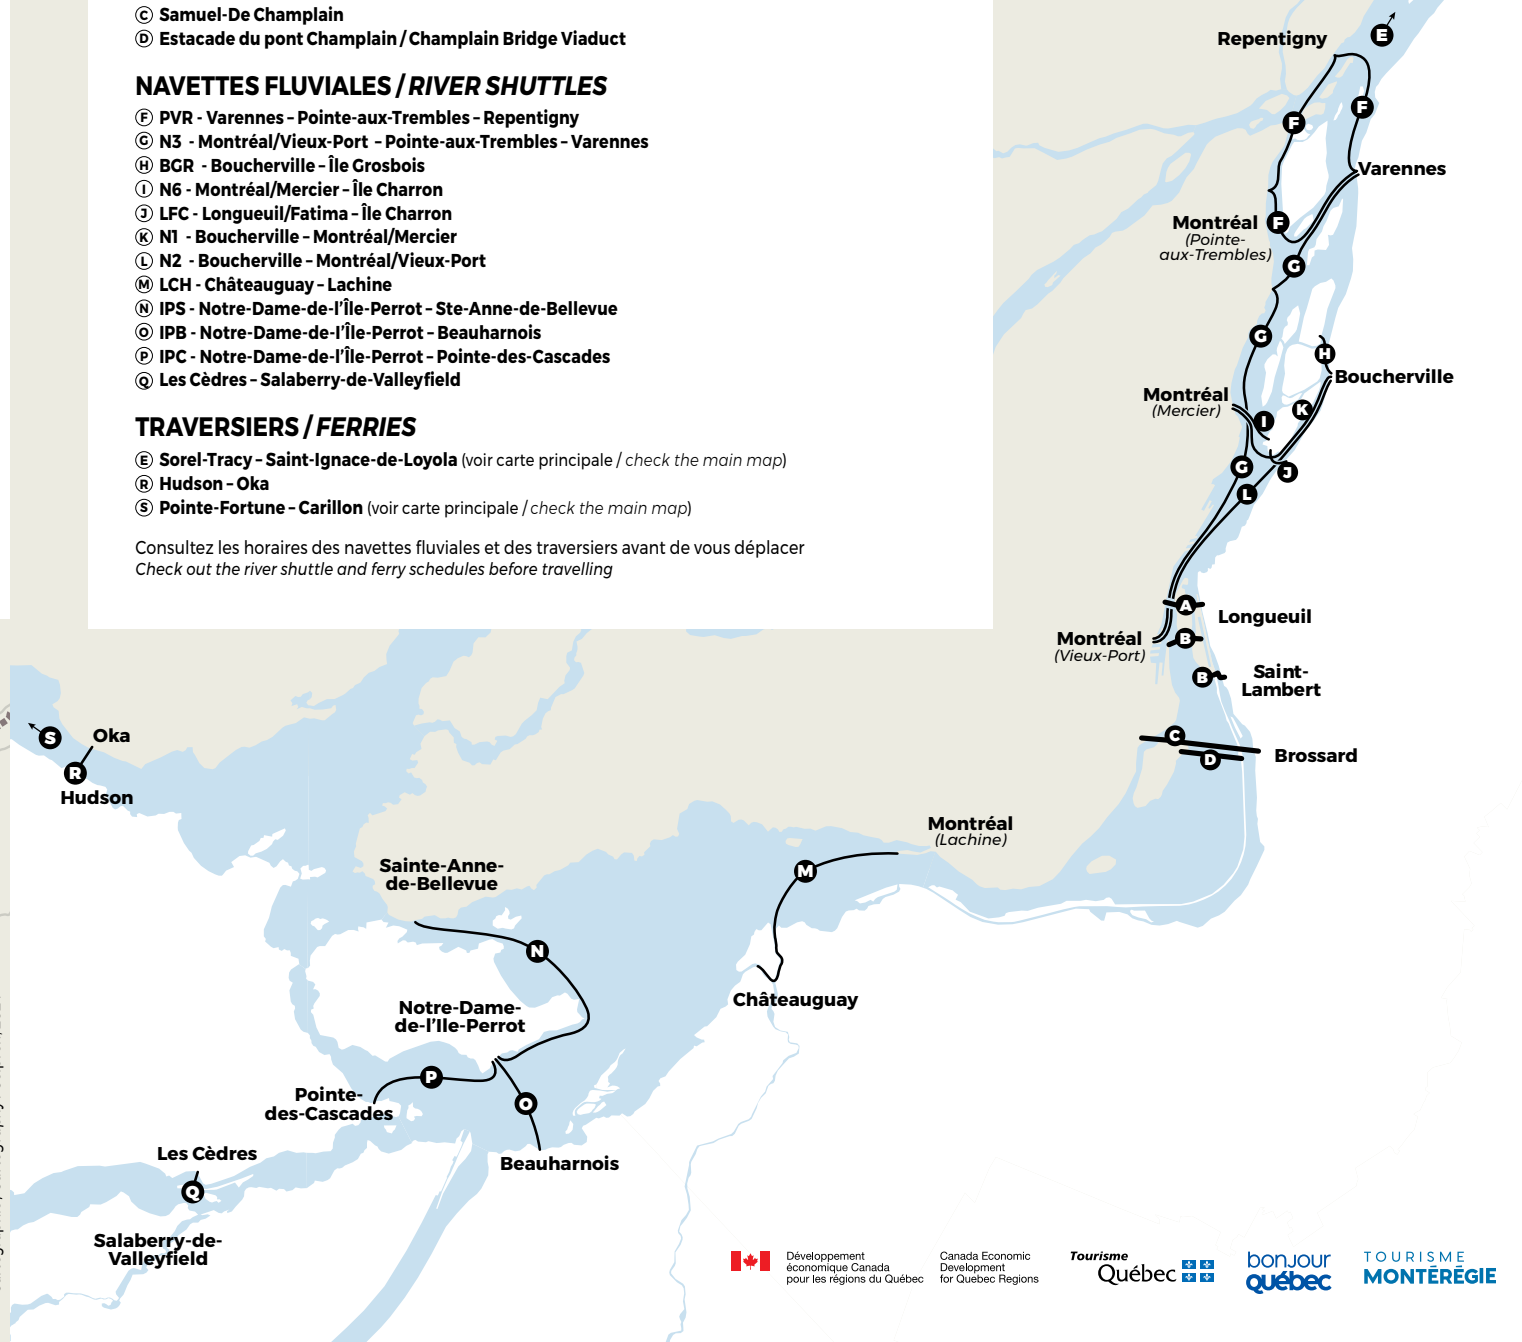 C Samuel-De Champlain
D Estacade du pont Champlain / Champlain Bridge Viaduct
NAVETTES FLUVIALES / RIVER SHUTTLES
F PVR - Varennes – Pointe-aux-Trembles – Repentigny
G N3 - Montréal/Vieux-Port – Pointe-aux-Trembles – Varennes
H BGR - Boucherville – Île Grosbois
I N6 - Montréal/Mercier – Île Charron
J LFC - Longueuil/Fatima – Île Charron
K N1 - Boucherville – Montréal/Mercier
L N2 - Boucherville – Montréal/Vieux-Port
M LCH - Châteauguay – Lachine
N IPS - Notre-Dame-de-l'Île-Perrot – Ste-Anne-de-Bellevue
O IPB - Notre-Dame-de-l'Île-Perrot – Beauharnois
P IPC - Notre-Dame-de-l'Île-Perrot – Pointe-des-Cascades
Q Les Cèdres – Salaberry-de-Valleyfield
TRAVERSIERS / FERRIES
E Sorel-Tracy – Saint-Ignace-de-Loyola (voir carte principale / check the main map)
R Hudson – Oka
S Pointe-Fortune – Carillon (voir carte principale / check the main map)
Consultez les horaires des navettes fluviales et des traversiers avant de vous déplacer
Check out the river shuttle and ferry schedules before travelling
Repentigny
E
F
F
Varennes
Montréal
(Pointe-
aux-Trembles)
F
G
G
H
Boucherville
Montréal
(Mercier)
I
K
G
J
L
A
Longueuil
Montréal
(Vieux-Port)
B
B
Saint-
Lambert
C
D
Brossard
S
Oka
R
Hudson
Montréal
(Lachine)
Sainte-Anne-
de-Bellevue
M
N
Châteauguay
Notre-Dame-
de-l'Ile-Perrot
P
Pointe-
des-Cascades
O
Les Cèdres
Beauharnois
Q
Salaberry-de-
Valleyfield
Développement
économique Canada
pour les régions du Québec
Canada Economic
Development
for Quebec Regions
Tourisme
Québec
bonjour
québec
TOURISME
MONTÉRÉGIE